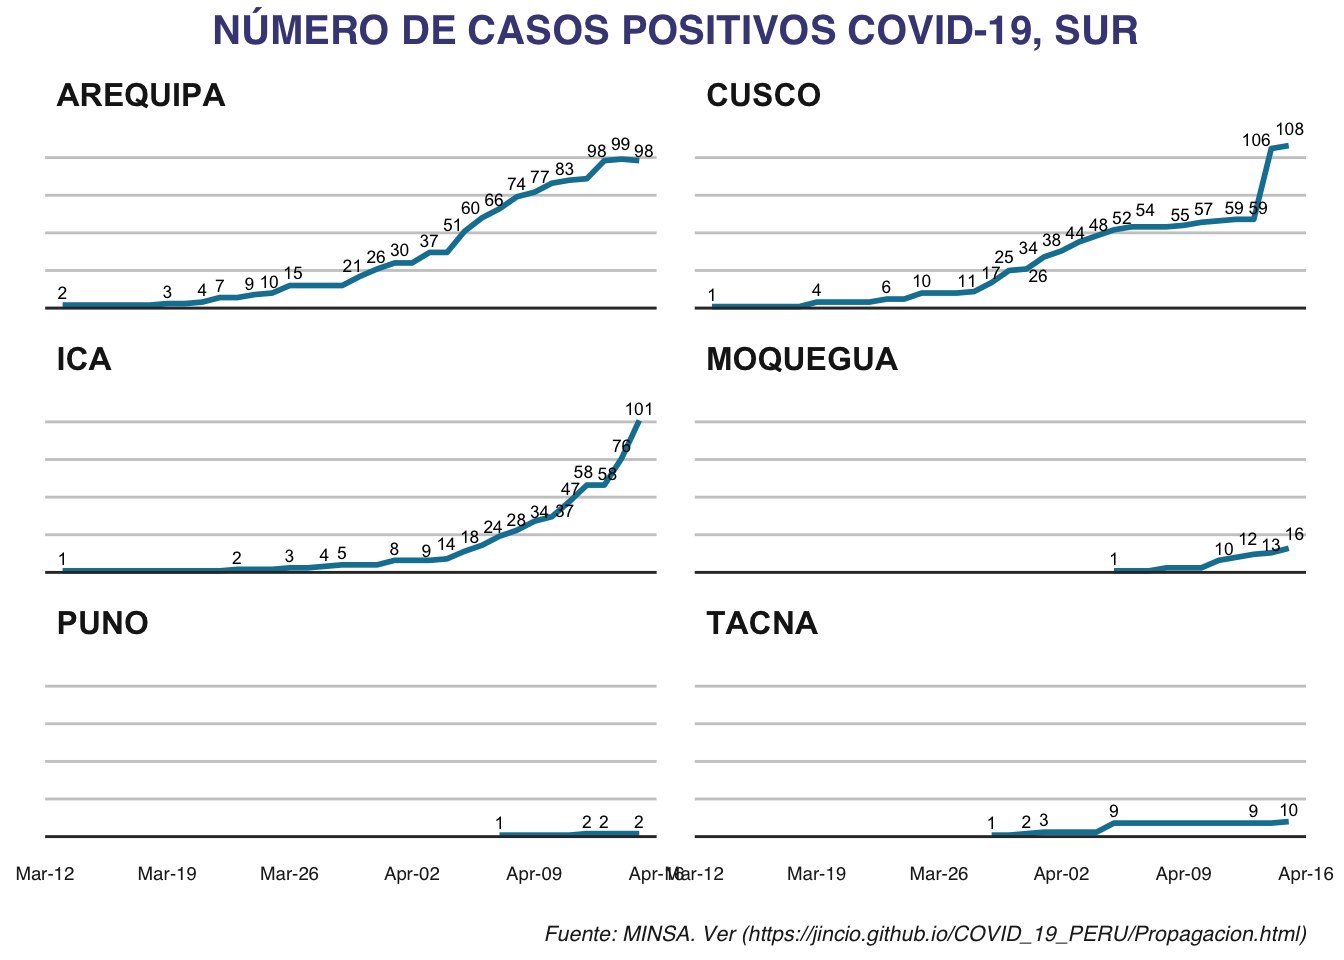 NÚMERO DE CASOS POSITIVOS COVID-19, SUR
AREQUIPA
2 3 4 7 9 10 15 21 26 30 37 51 60 66 74 77 83 98 99 98
CUSCO
1 4 6 10 11 17 25 34 26 38 44 48 52 54 55 57 59 59 106 108
ICA
1 2 3 4 5 8 9 14 18 24 28 34 37 47 58 58 76 101
MOQUEGUA
1 10 12 13 16
PUNO
1 2 2 2
TACNA
1 2 3 9 9 10
Mar-12 Mar-19 Mar-26 Apr-02 Apr-09 Apr-16 Mar-12 Mar-19 Mar-26 Apr-02 Apr-09 Apr-16
Fuente: MINSA. Ver (https://jincio.github.io/COVID_19_PERU/Propagacion.html)